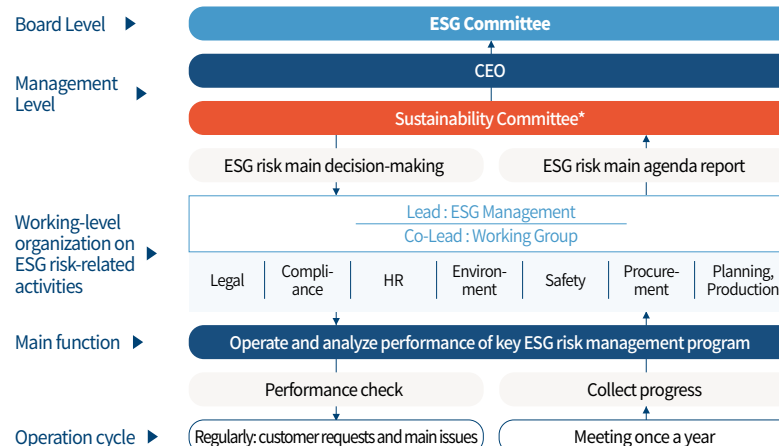 Board Level
ESG Committee
Management
Level
CEO
Sustainability Committee*
ESG risk main decision-making
ESG risk main agenda report
Working-level
organization on
ESG risk-related
activities
Lead : ESG Management
Co-Lead : Working Group
Legal
Compli-
ance
HR
Environ-
ment
Safety
Procure-
ment
Planning,
Production
Main function
Operate and analyze performance of key ESG risk management program
Performance check
Collect progress
Operation cycle
Regularly: customer requests and main issues
Meeting once a year